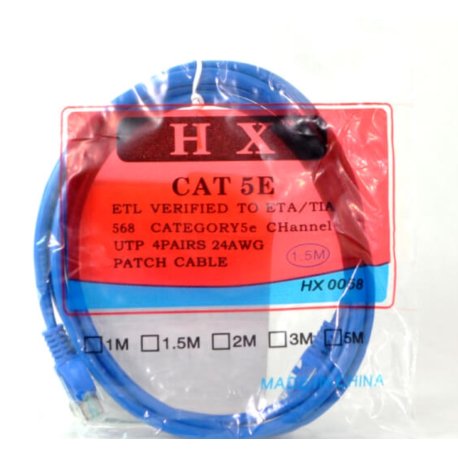 H X
CAT 5E
ETL VERIFIED TO ETA/TIA
568 CATEGORY5e CHannel
UTP 4PAIRS 24AWG
PATCH CABLE
1.5M
HX 0068
1M 1.5M 2M 3M 5M
MADE IN CHINA